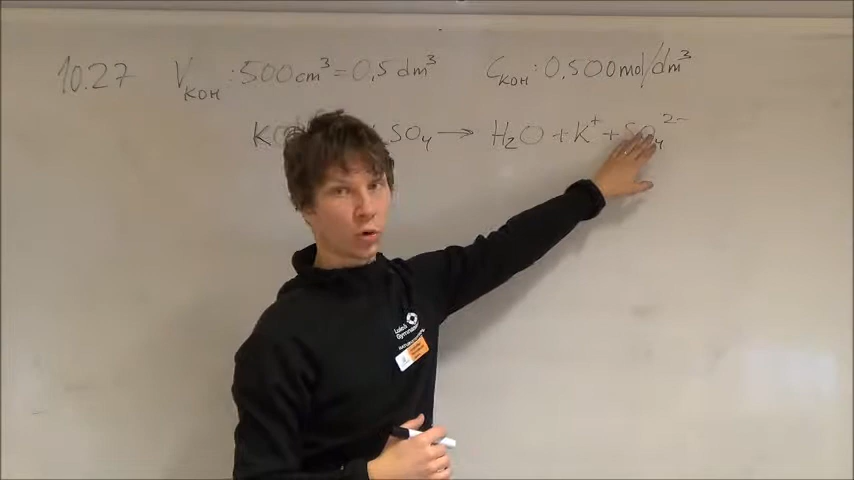 10.27 V_KOH : 500 cm³ = 0,5 dm³ C_KOH : 0.500 mol/dm³
SO₄ → H₂O + K⁺ + SO₄²⁻